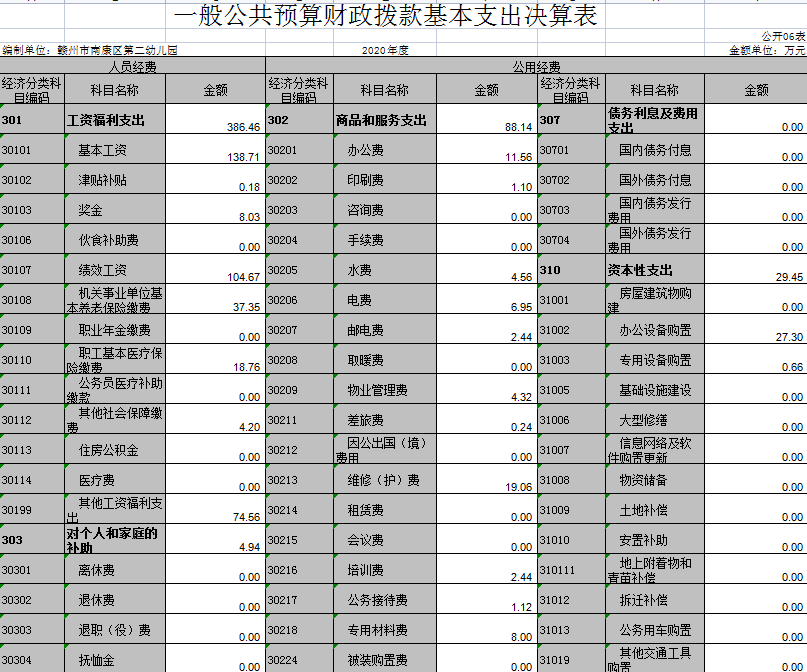 一般公共预算财政拨款基本支出决算表
公开06表
编制单位：赣州市南康区第二幼儿园 2020年度 金额单位：万元
人员经费 公用经费
经济分类科目编码 科目名称 金额 经济分类科目编码 科目名称 金额 经济分类科目编码 科目名称 金额
301 工资福利支出 386.46 302 商品和服务支出 88.14 307 债务利息及费用支出 0.00
30101 基本工资 138.71 30201 办公费 11.56 30701 国内债务付息 0.00
30102 津贴补贴 0.18 30202 印刷费 1.10 30702 国外债务付息 0.00
30103 奖金 8.03 30203 咨询费 0.00 30703 国内债务发行费用 0.00
30106 伙食补助费 0.00 30204 手续费 0.00 30704 国外债务发行费用 0.00
30107 绩效工资 104.67 30205 水费 4.56 310 资本性支出 29.45
30108 机关事业单位基本养老保险缴费 37.35 30206 电费 6.95 31001 房屋建筑物购建 0.00
30109 职业年金缴费 0.00 30207 邮电费 2.44 31002 办公设备购置 27.30
30110 职工基本医疗保险缴费 18.76 30208 取暖费 0.00 31003 专用设备购置 0.66
30111 公务员医疗补助缴款 0.00 30209 物业管理费 4.32 31005 基础设施建设 0.00
30112 其他社会保障缴费 4.20 30211 差旅费 0.24 31006 大型修缮 0.00
30113 住房公积金 0.00 30212 因公出国（境）费用 0.00 31007 信息网络及软件购置更新 0.00
30114 医疗费 0.00 30213 维修（护）费 19.06 31008 物资储备 0.00
30199 其他工资福利支出 74.56 30214 租赁费 0.00 31009 土地补偿 0.00
303 对个人和家庭的补助 4.94 30215 会议费 0.00 31010 安置补助 0.00
30301 离休费 0.00 30216 培训费 2.44 310111 地上附着物和青苗补偿 0.00
30302 退休费 0.00 30217 公务接待费 1.12 31012 拆迁补偿 0.00
30303 退职（役）费 0.00 30218 专用材料费 8.00 31013 公务用车购置 0.00
30304 抚恤金 0.00 30224 被装购置费 0.00 31019 其他交通工具购置 0.00